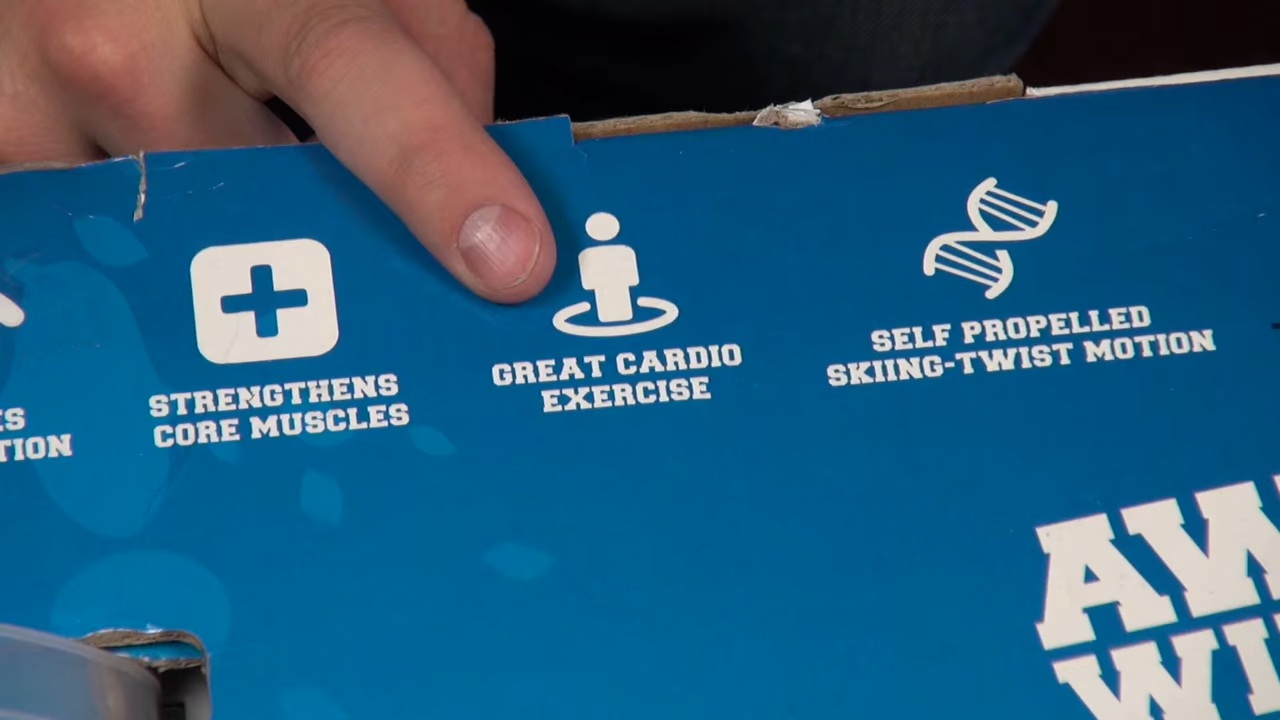 STRENGTHENS
CORE MUSCLES
GREAT CARDIO
EXERCISE
SELF PROPELLED
SKIING-TWIST MOTION